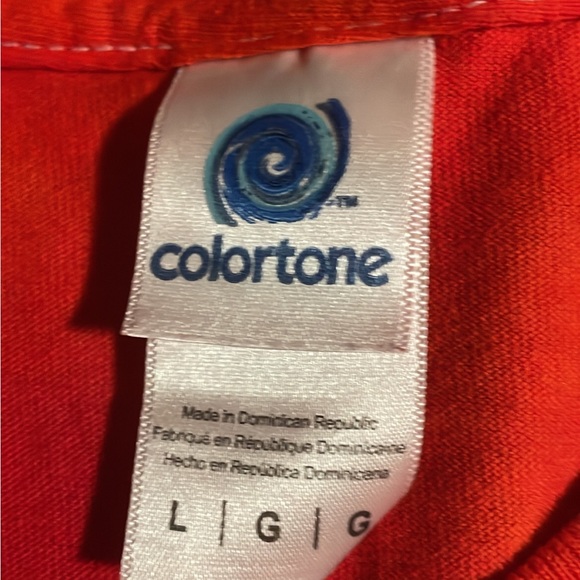 TM
colortone
Made in Dominican Republic
Fabriqué en République Dominicaine
Hecho en República Dominicana
L | G | G